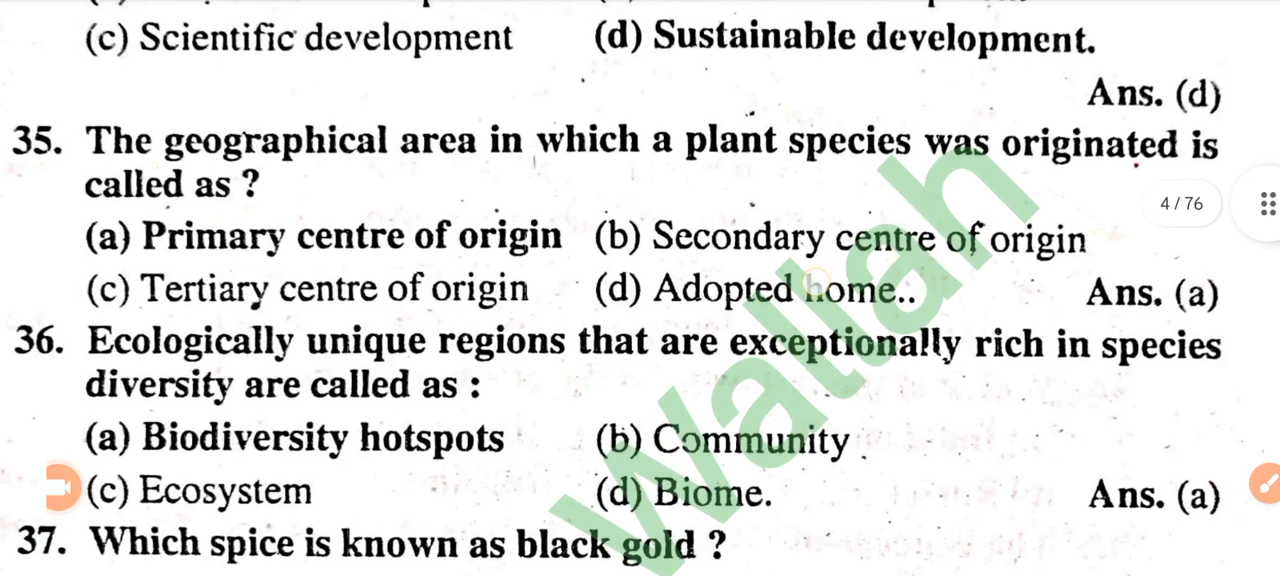 (c) Scientific development (d) Sustainable development.
Ans. (d)
35. The geographical area in which a plant species was originated is
called as ?
4 / 76
(a) Primary centre of origin (b) Secondary centre of origin
(c) Tertiary centre of origin (d) Adopted home.. Ans. (a)
36. Ecologically unique regions that are exceptionally rich in species
diversity are called as :
(a) Biodiversity hotspots (b) Community
(c) Ecosystem (d) Biome. Ans. (a)
37. Which spice is known as black gold ?
Wallah